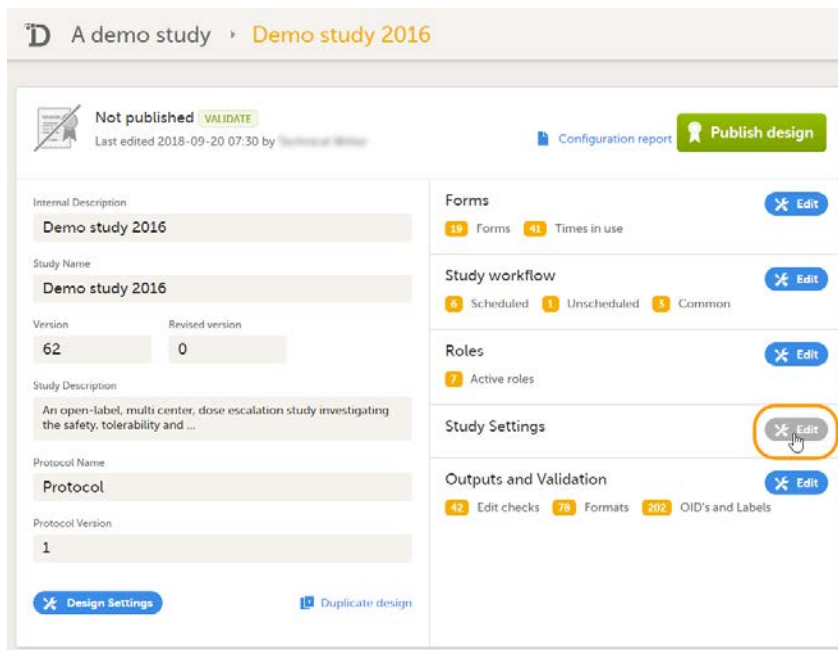 A demo study ‣ Demo study 2016
Not published VALIDATE
Last edited 2018-09-20 07:30 by
Configuration report
Publish design
Internal Description
Demo study 2016
Study Name
Demo study 2016
Version Revised version
62 0
Study Description
An open-label, multi center, dose escalation study investigating
the safety, tolerability and ...
Protocol Name
Protocol
Protocol Version
1
Design Settings Duplicate design
Forms Edit
19 Forms 41 Times in use
Study workflow Edit
6 Scheduled 1 Unscheduled 3 Common
Roles Edit
7 Active roles
Study Settings Edit
Outputs and Validation Edit
42 Edit checks 78 Formats 202 OID's and Labels